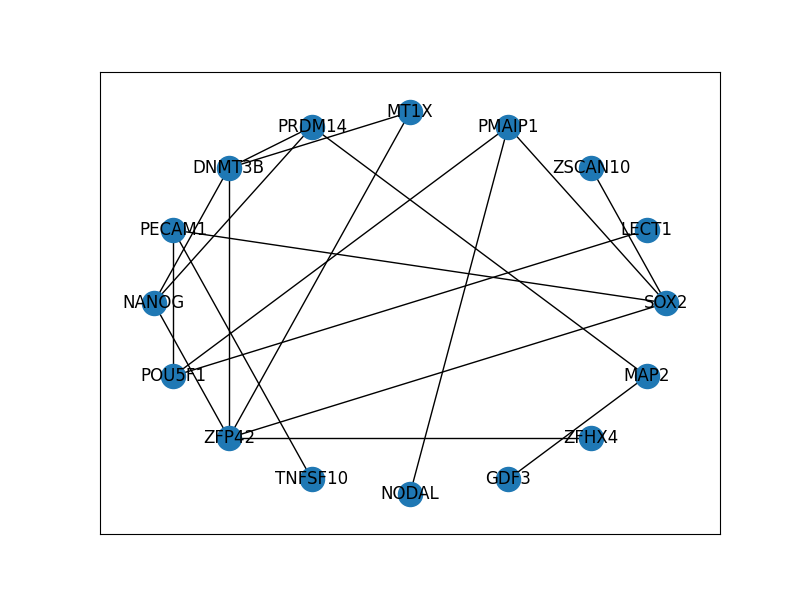 MT1X
PRDM14
PMAIP1
DNMT3B
ZSCAN10
PECAM1
LECT1
NANOG
SOX2
POU5F1
MAP2
ZFP42
ZFHX4
TNFSF10
GDF3
NODAL